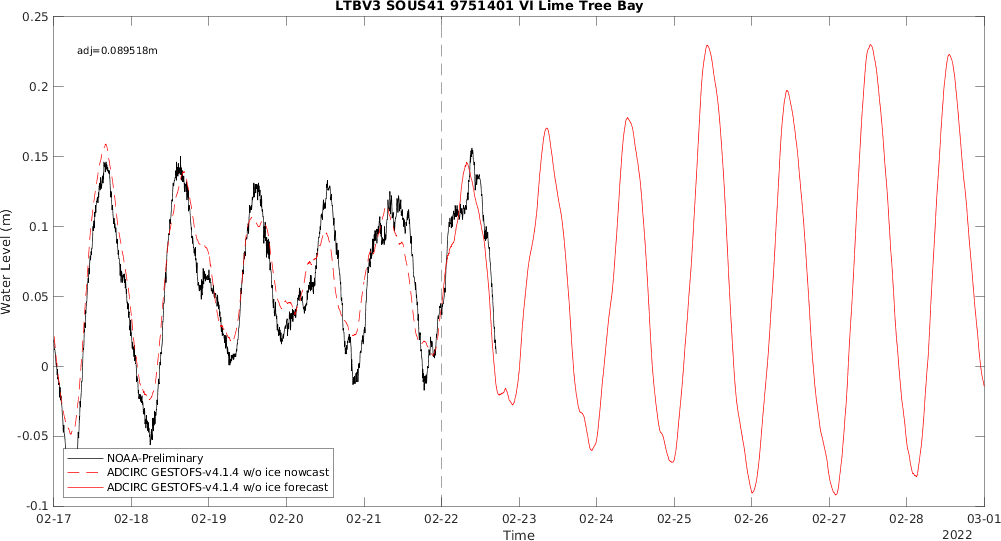 LTBV3 SOUS41 9751401 VI Lime Tree Bay
adj=0.089518m
Water Level (m)
0.25
0.2
0.15
0.1
0.05
0
-0.05
-0.1
NOAA-Preliminary
ADCIRC GESTOFS-v4.1.4 w/o ice nowcast
ADCIRC GESTOFS-v4.1.4 w/o ice forecast
02-17 02-18 02-19 02-20 02-21 02-22 02-23 02-24 02-25 02-26 02-27 02-28 03-01
2022
Time